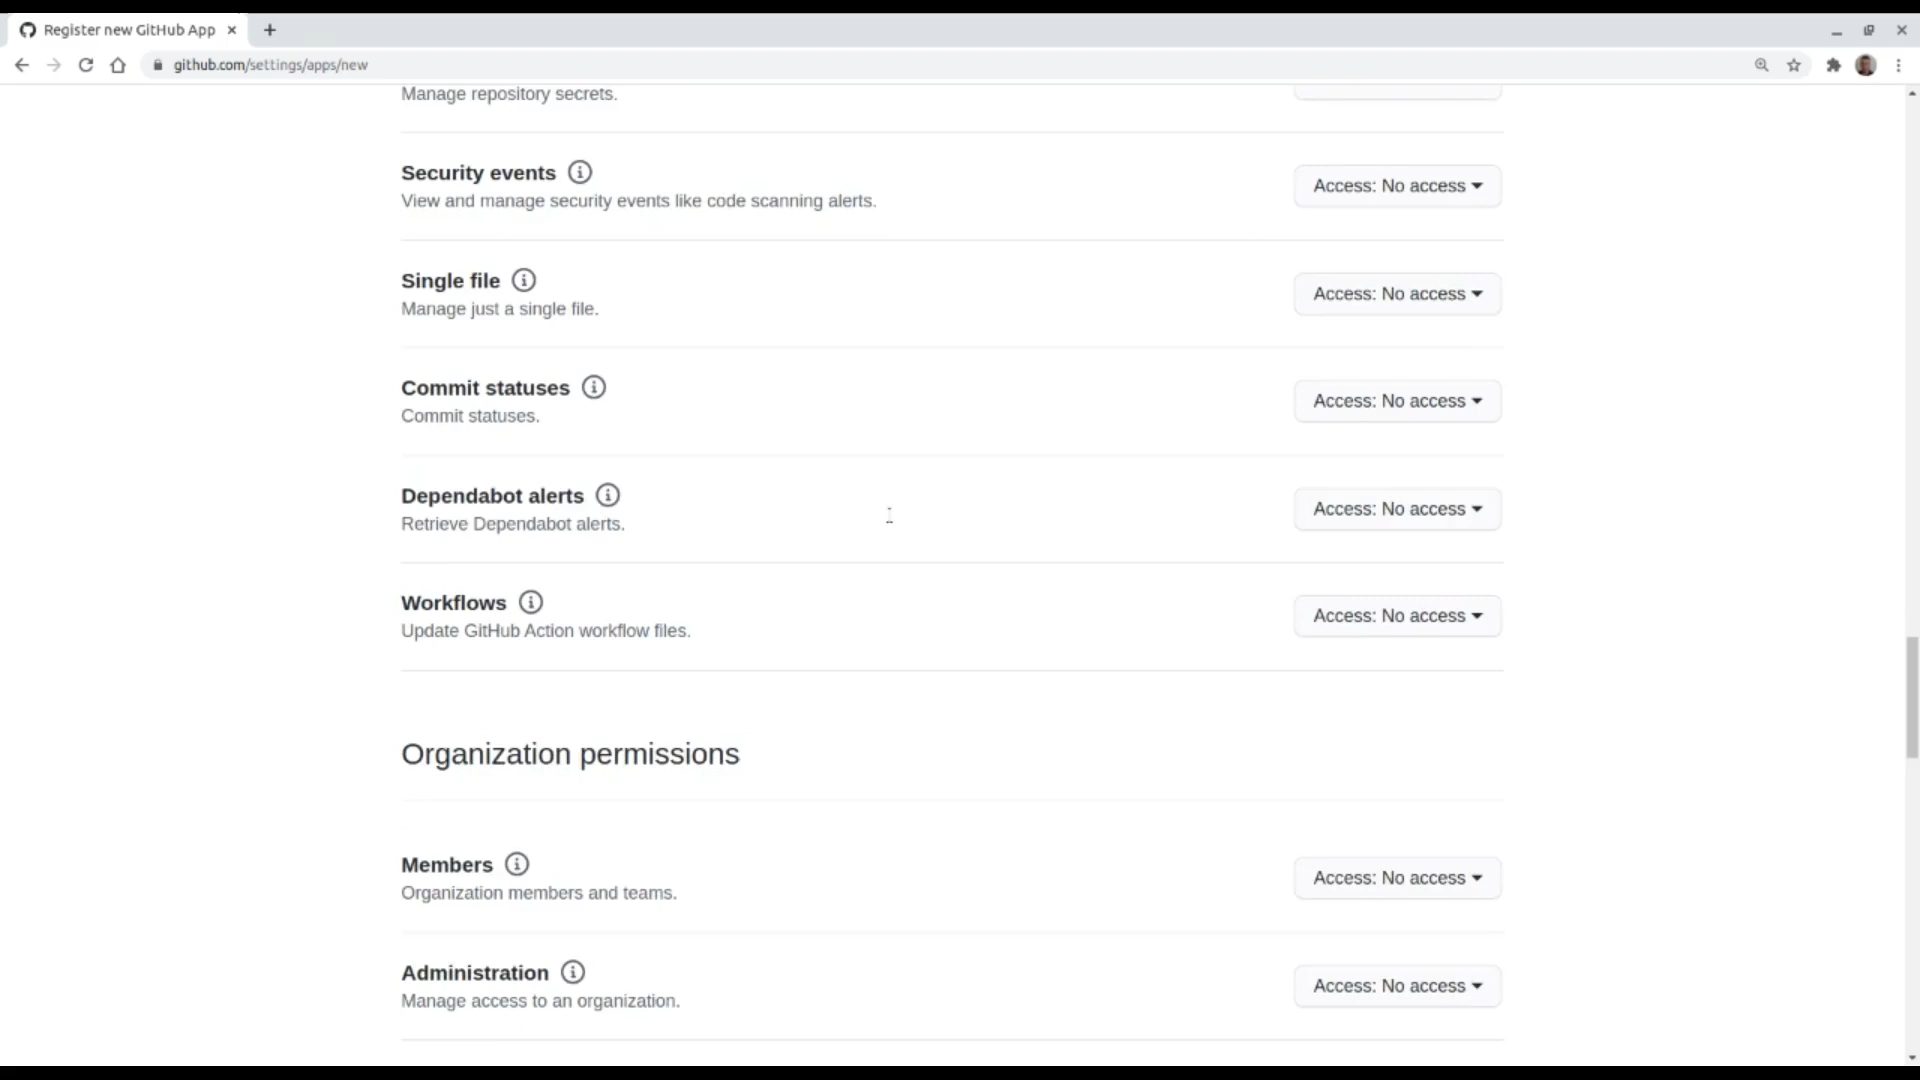 Register new GitHub App
github.com/settings/apps/new
Manage repository secrets.
Security events
View and manage security events like code scanning alerts.
Access: No access
Single file
Manage just a single file.
Access: No access
Commit statuses
Commit statuses.
Access: No access
Dependabot alerts
Retrieve Dependabot alerts.
Access: No access
Workflows
Update GitHub Action workflow files.
Access: No access
Organization permissions
Members
Organization members and teams.
Access: No access
Administration
Manage access to an organization.
Access: No access